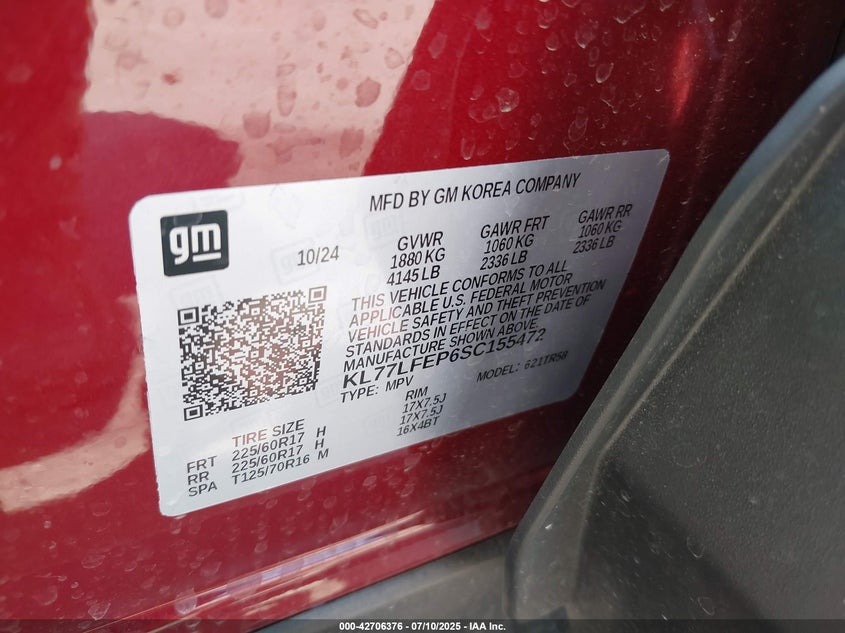 MFD BY GM KOREA COMPANY
gm
10/24
GVWR
1880 KG
4145 LB
GAWR FRT
1060 KG
2336 LB
GAWR RR
1060 KG
2336 LB
THIS VEHICLE CONFORMS TO ALL
APPLICABLE U.S. FEDERAL MOTOR
VEHICLE SAFETY AND THEFT PREVENTION
STANDARDS IN EFFECT ON THE DATE OF
MANUFACTURE SHOWN ABOVE.
KL77LFEP6SC155472
TYPE: MPV MODEL: 621TR58
TIRE SIZE RIM
FRT 225/60R17 H 17X7.5J
RR 225/60R17 H 17X7.5J
SPA T125/70R16 M 16X4BT
000-42706376 | 07/10/2025 | IAA Inc.